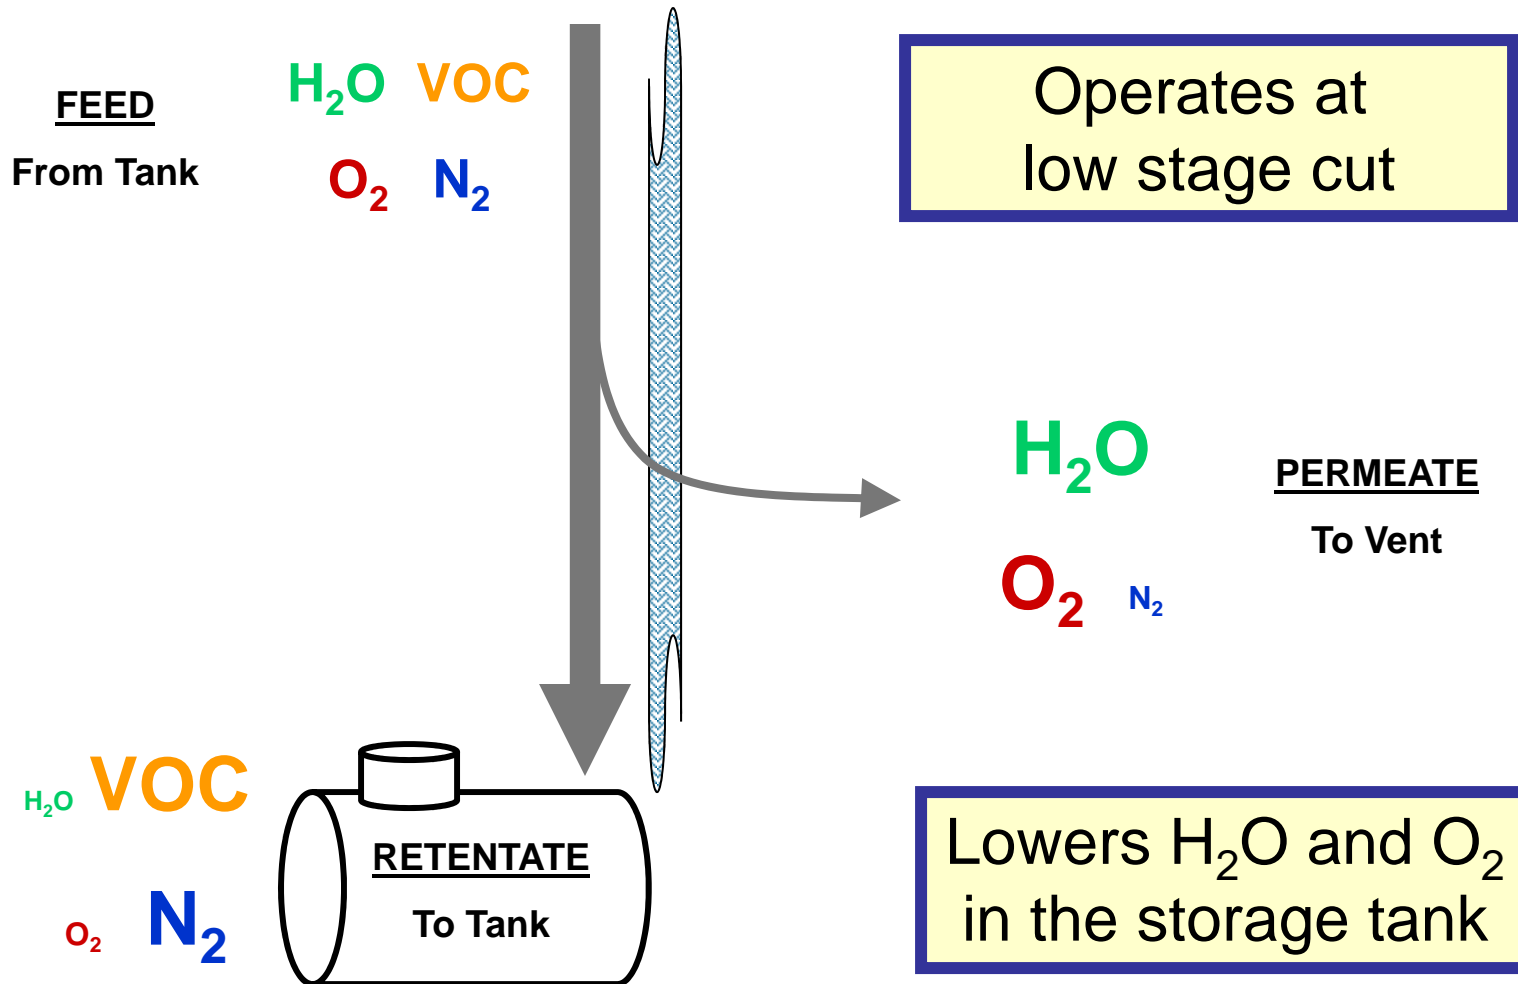 FEED
From Tank
H₂O VOC
O₂ N₂
Operates at
low stage cut
H₂O
O₂ N₂
PERMEATE
To Vent
H₂O VOC
O₂ N₂
RETENTATE
To Tank
Lowers H₂O and O₂
in the storage tank